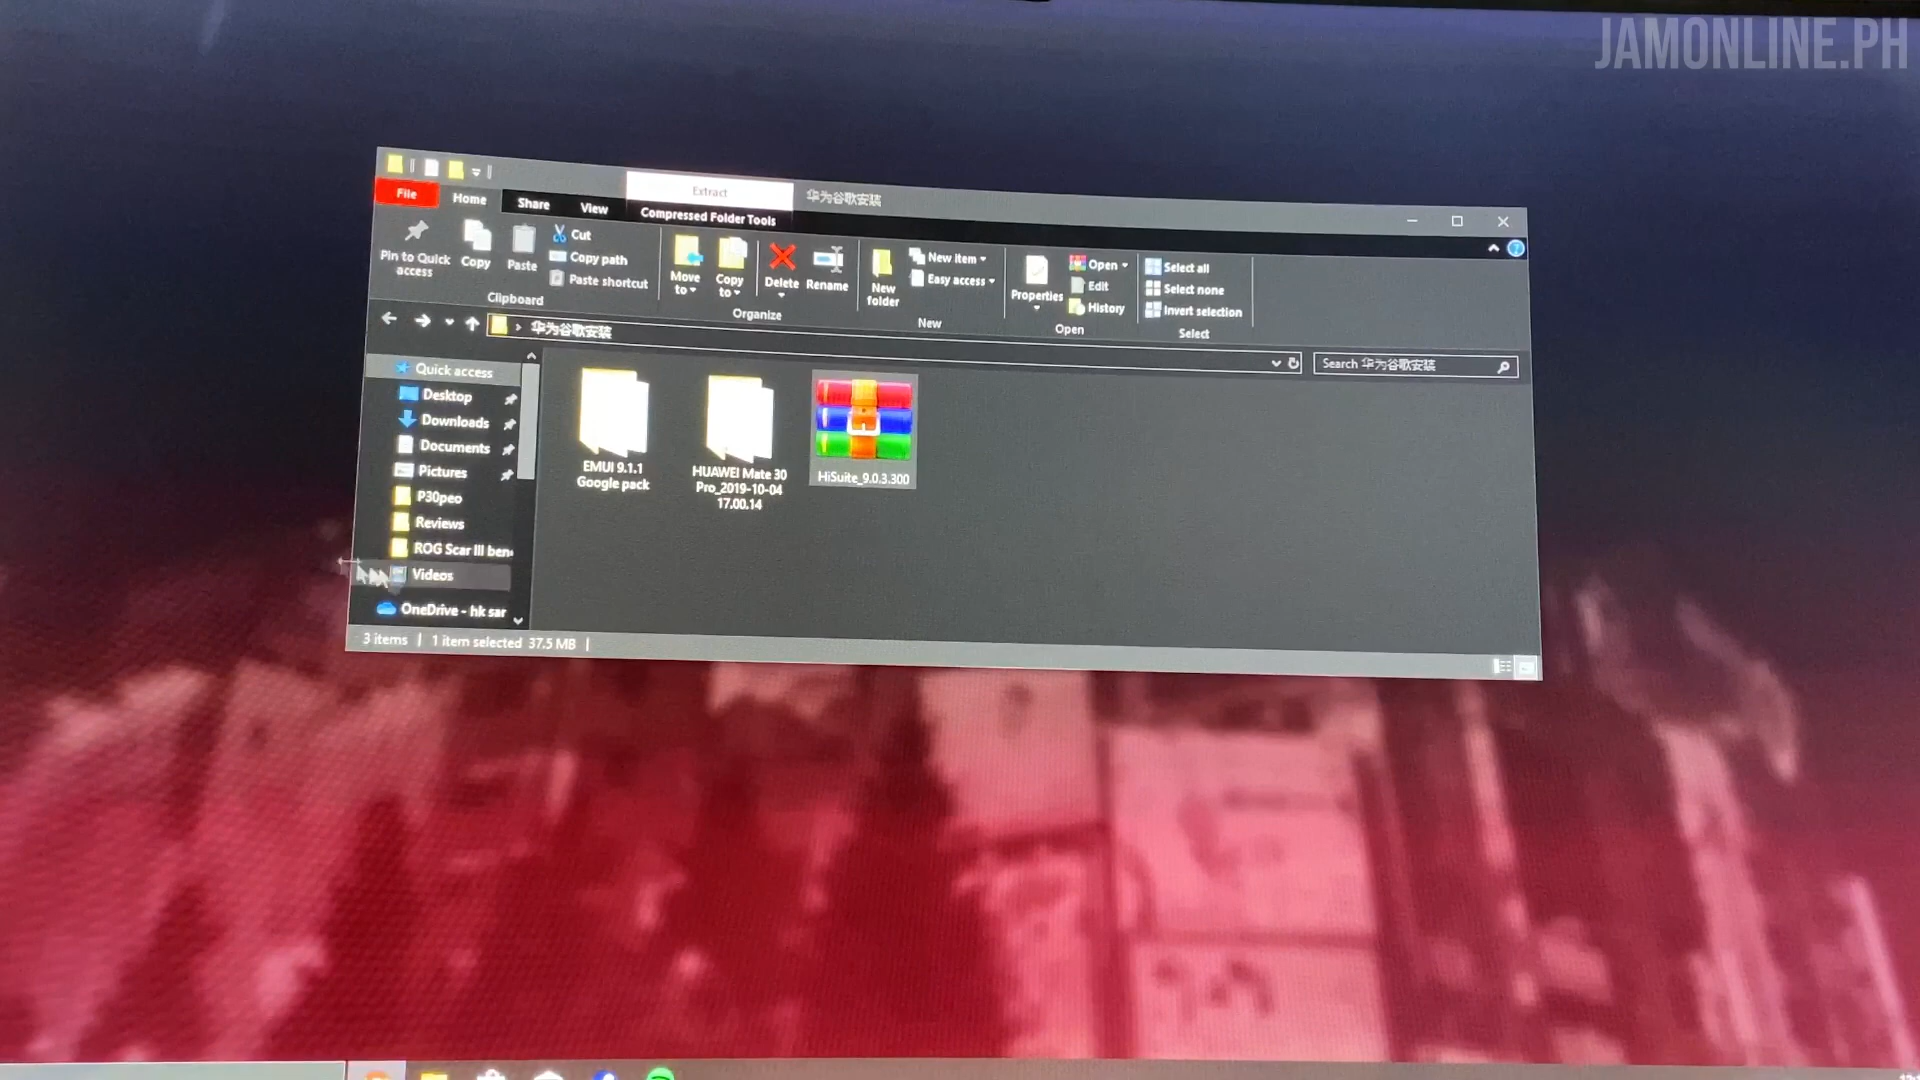 JAMONLINE.PH
Extract
华为谷歌安装
File
Home
Share
View
Compressed Folder Tools
Pin to Quick
access
Copy
Paste
Cut
Copy path
Paste shortcut
Clipboard
Move
to
Copy
to
Delete
Rename
Organize
New
folder
New item
Easy access
New
Properties
Open
Edit
History
Open
Select all
Select none
Invert selection
Select
华为谷歌安装
Search 华为谷歌安装
Quick access
Desktop
Downloads
Documents
Pictures
P30peo
Reviews
ROG Scar III ben
Videos
OneDrive - hk sar
EMUI 9.1.1
Google pack
HUAWEI Mate 30
Pro_2019-10-04
17.00.14
HiSuite_9.0.3.300
3 items | 1 item selected 37.5 MB |